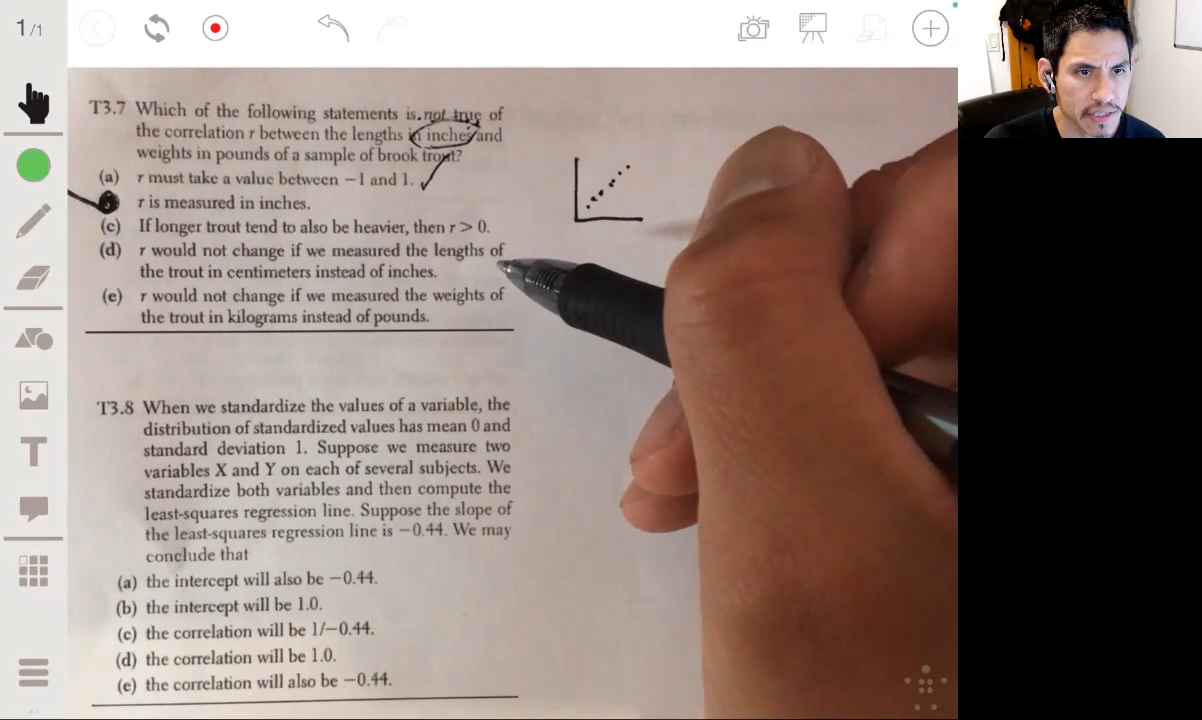 1/1
T3.7 Which of the following statements is not true of
the correlation r between the lengths in inches and
weights in pounds of a sample of brook trout?
(a) r must take a value between −1 and 1.
r is measured in inches.
(c) If longer trout tend to also be heavier, then r > 0.
(d) r would not change if we measured the lengths of
the trout in centimeters instead of inches.
(e) r would not change if we measured the weights of
the trout in kilograms instead of pounds.
T3.8 When we standardize the values of a variable, the
distribution of standardized values has mean 0 and
standard deviation 1. Suppose we measure two
variables X and Y on each of several subjects. We
standardize both variables and then compute the
least-squares regression line. Suppose the slope of
the least-squares regression line is −0.44. We may
conclude that
(a) the intercept will also be −0.44.
(b) the intercept will be 1.0.
(c) the correlation will be 1/−0.44.
(d) the correlation will be 1.0.
(e) the correlation will also be −0.44.
T